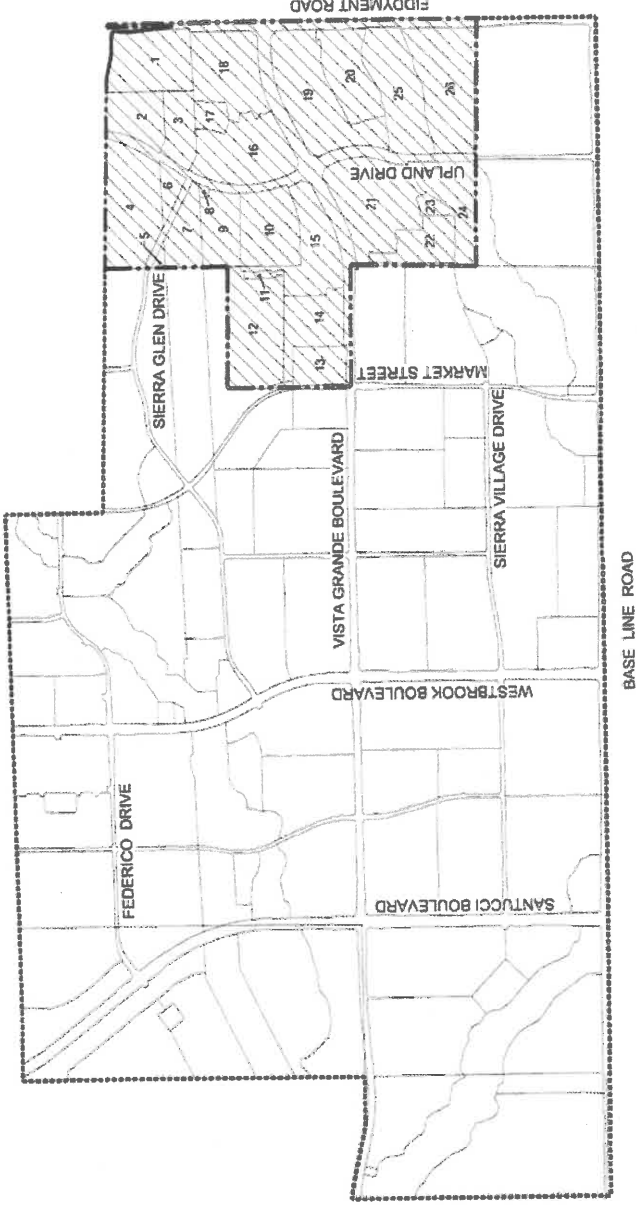 FIDDYMENT ROAD
1
2
18
3
17
4
6
16
19
20
25
26
5
8
7
9
UPLAND DRIVE
10
21
23
15
22
24
SIERRA GLEN DRIVE
11
12
14
13
MARKET STREET
VISTA GRANDE BOULEVARD
SIERRA VILLAGE DRIVE
WESTBROOK BOULEVARD
BASE LINE ROAD
FEDERICO DRIVE
SANTUCCI BOULEVARD